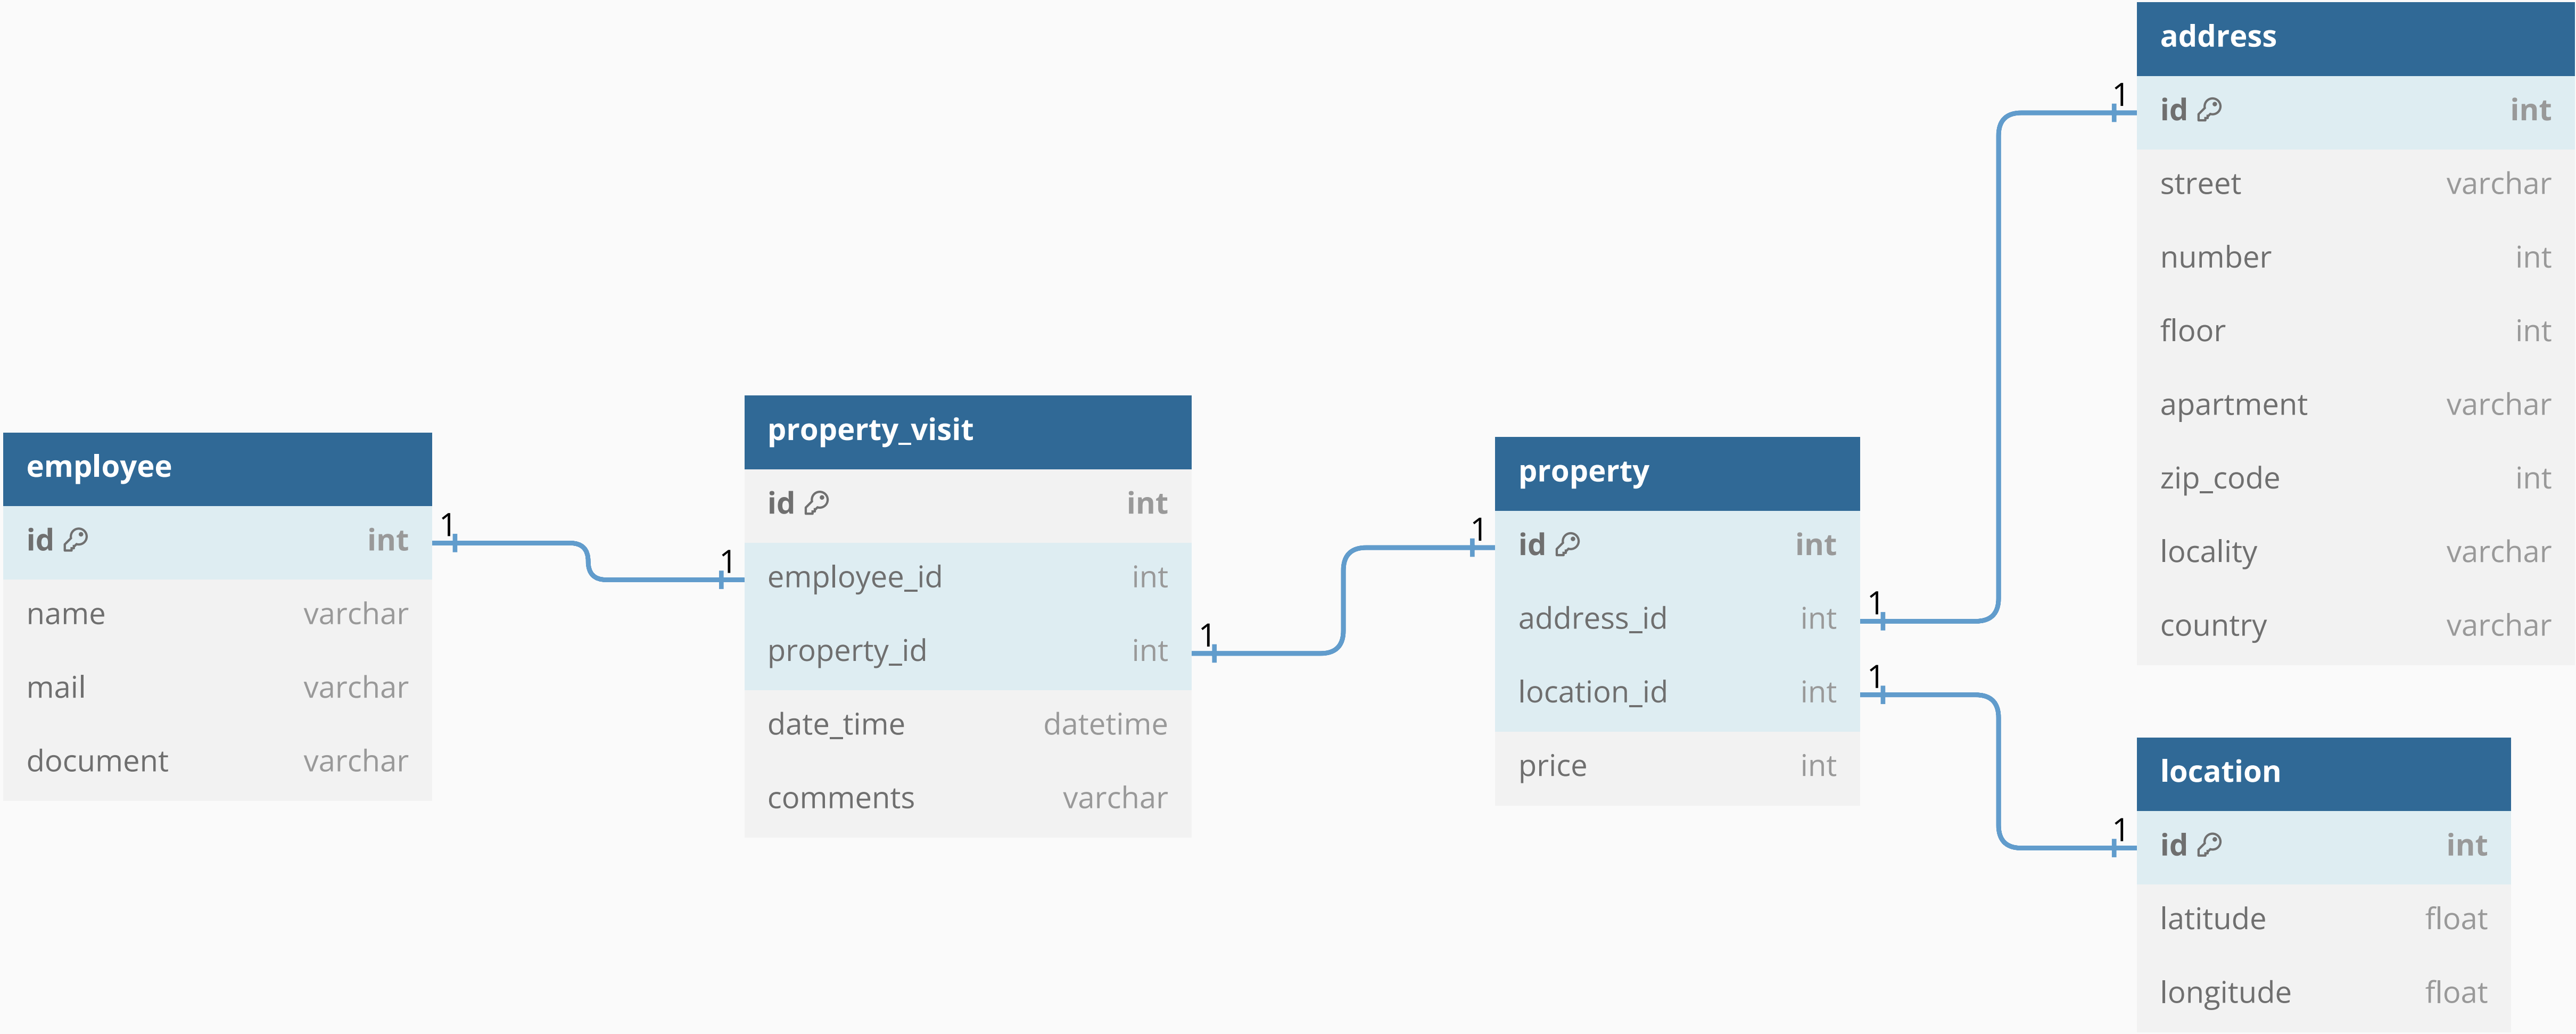 employee
id int
name varchar
mail varchar
document varchar
1
1
property_visit
id int
employee_id int
property_id int
date_time datetime
comments varchar
1
1
property
id int
address_id int
location_id int
price int
1
1
1
1
address
id int
street varchar
number int
floor int
apartment varchar
zip_code int
locality varchar
country varchar
location
id int
latitude float
longitude float